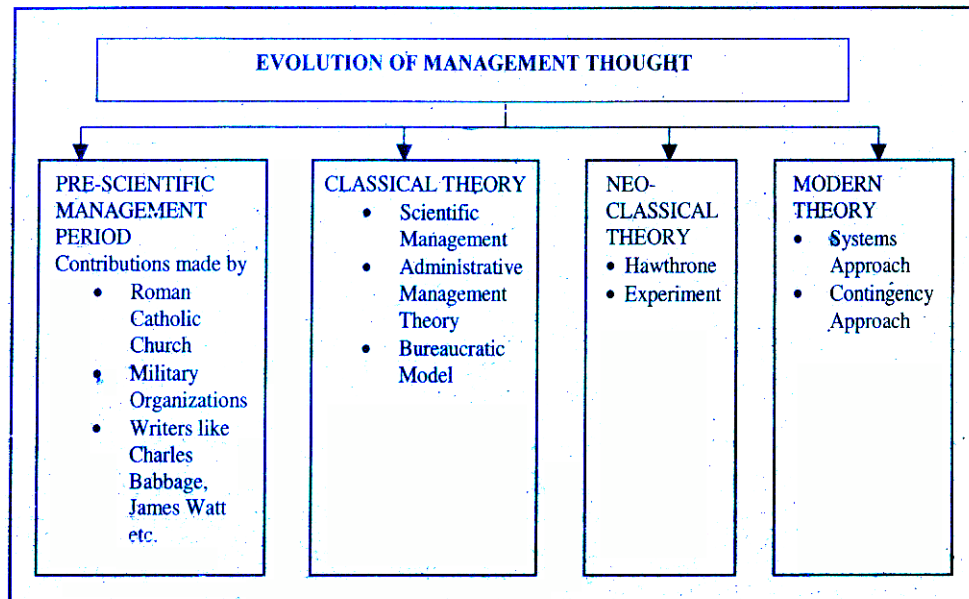 EVOLUTION OF MANAGEMENT THOUGHT
PRE-SCIENTIFIC
MANAGEMENT
PERIOD
Contributions made by
• Roman
Catholic
Church
• Military
Organizations
• Writers like
Charles
Babbage,
James Watt
etc.
CLASSICAL THEORY
• Scientific
Management
• Administrative
Management
Theory
• Bureaucratic
Model
NEO-
CLASSICAL
THEORY
• Hawthrone
• Experiment
MODERN
THEORY
• Systems
Approach
• Contingency
Approach